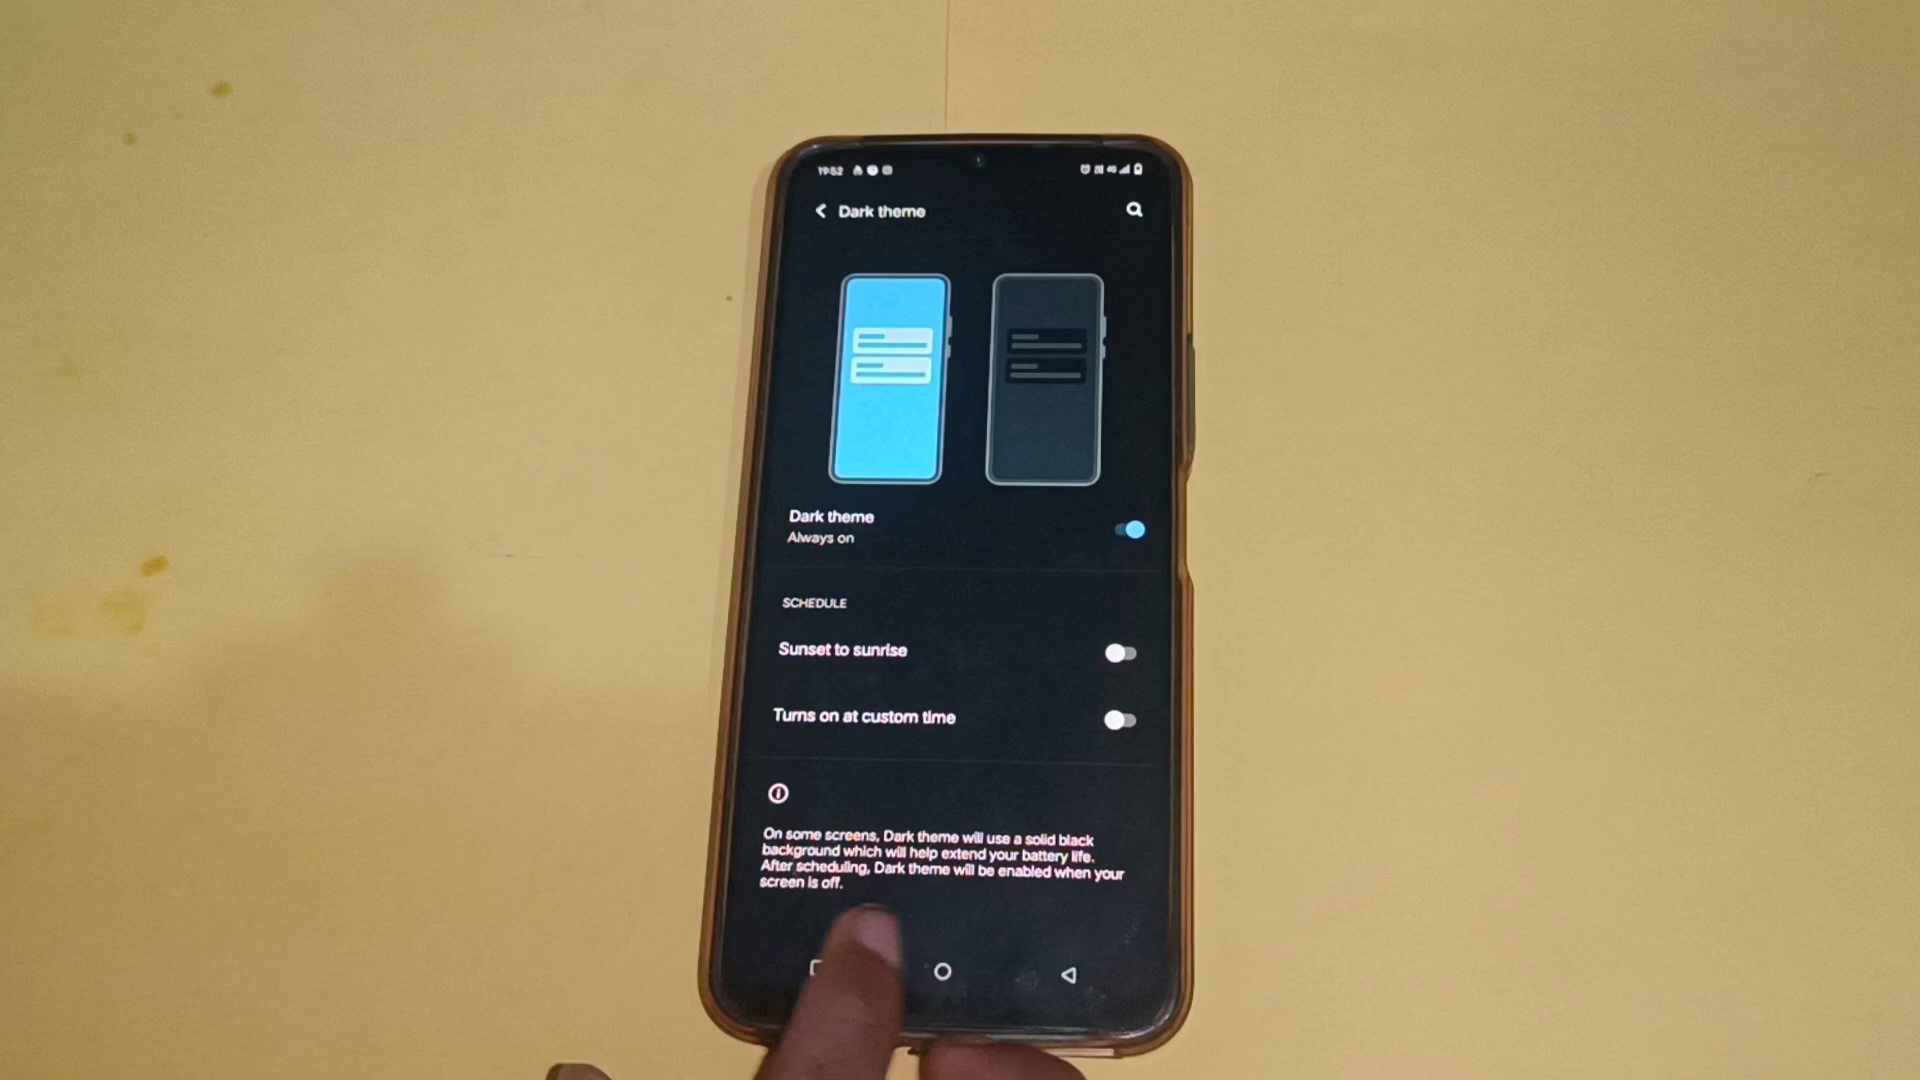 19:52
Dark theme
Dark theme
Always on
SCHEDULE
Sunset to sunrise
Turns on at custom time
On some screens, Dark theme will use a solid black
background which will help extend your battery life.
After scheduling, Dark theme will be enabled when your
screen is off.